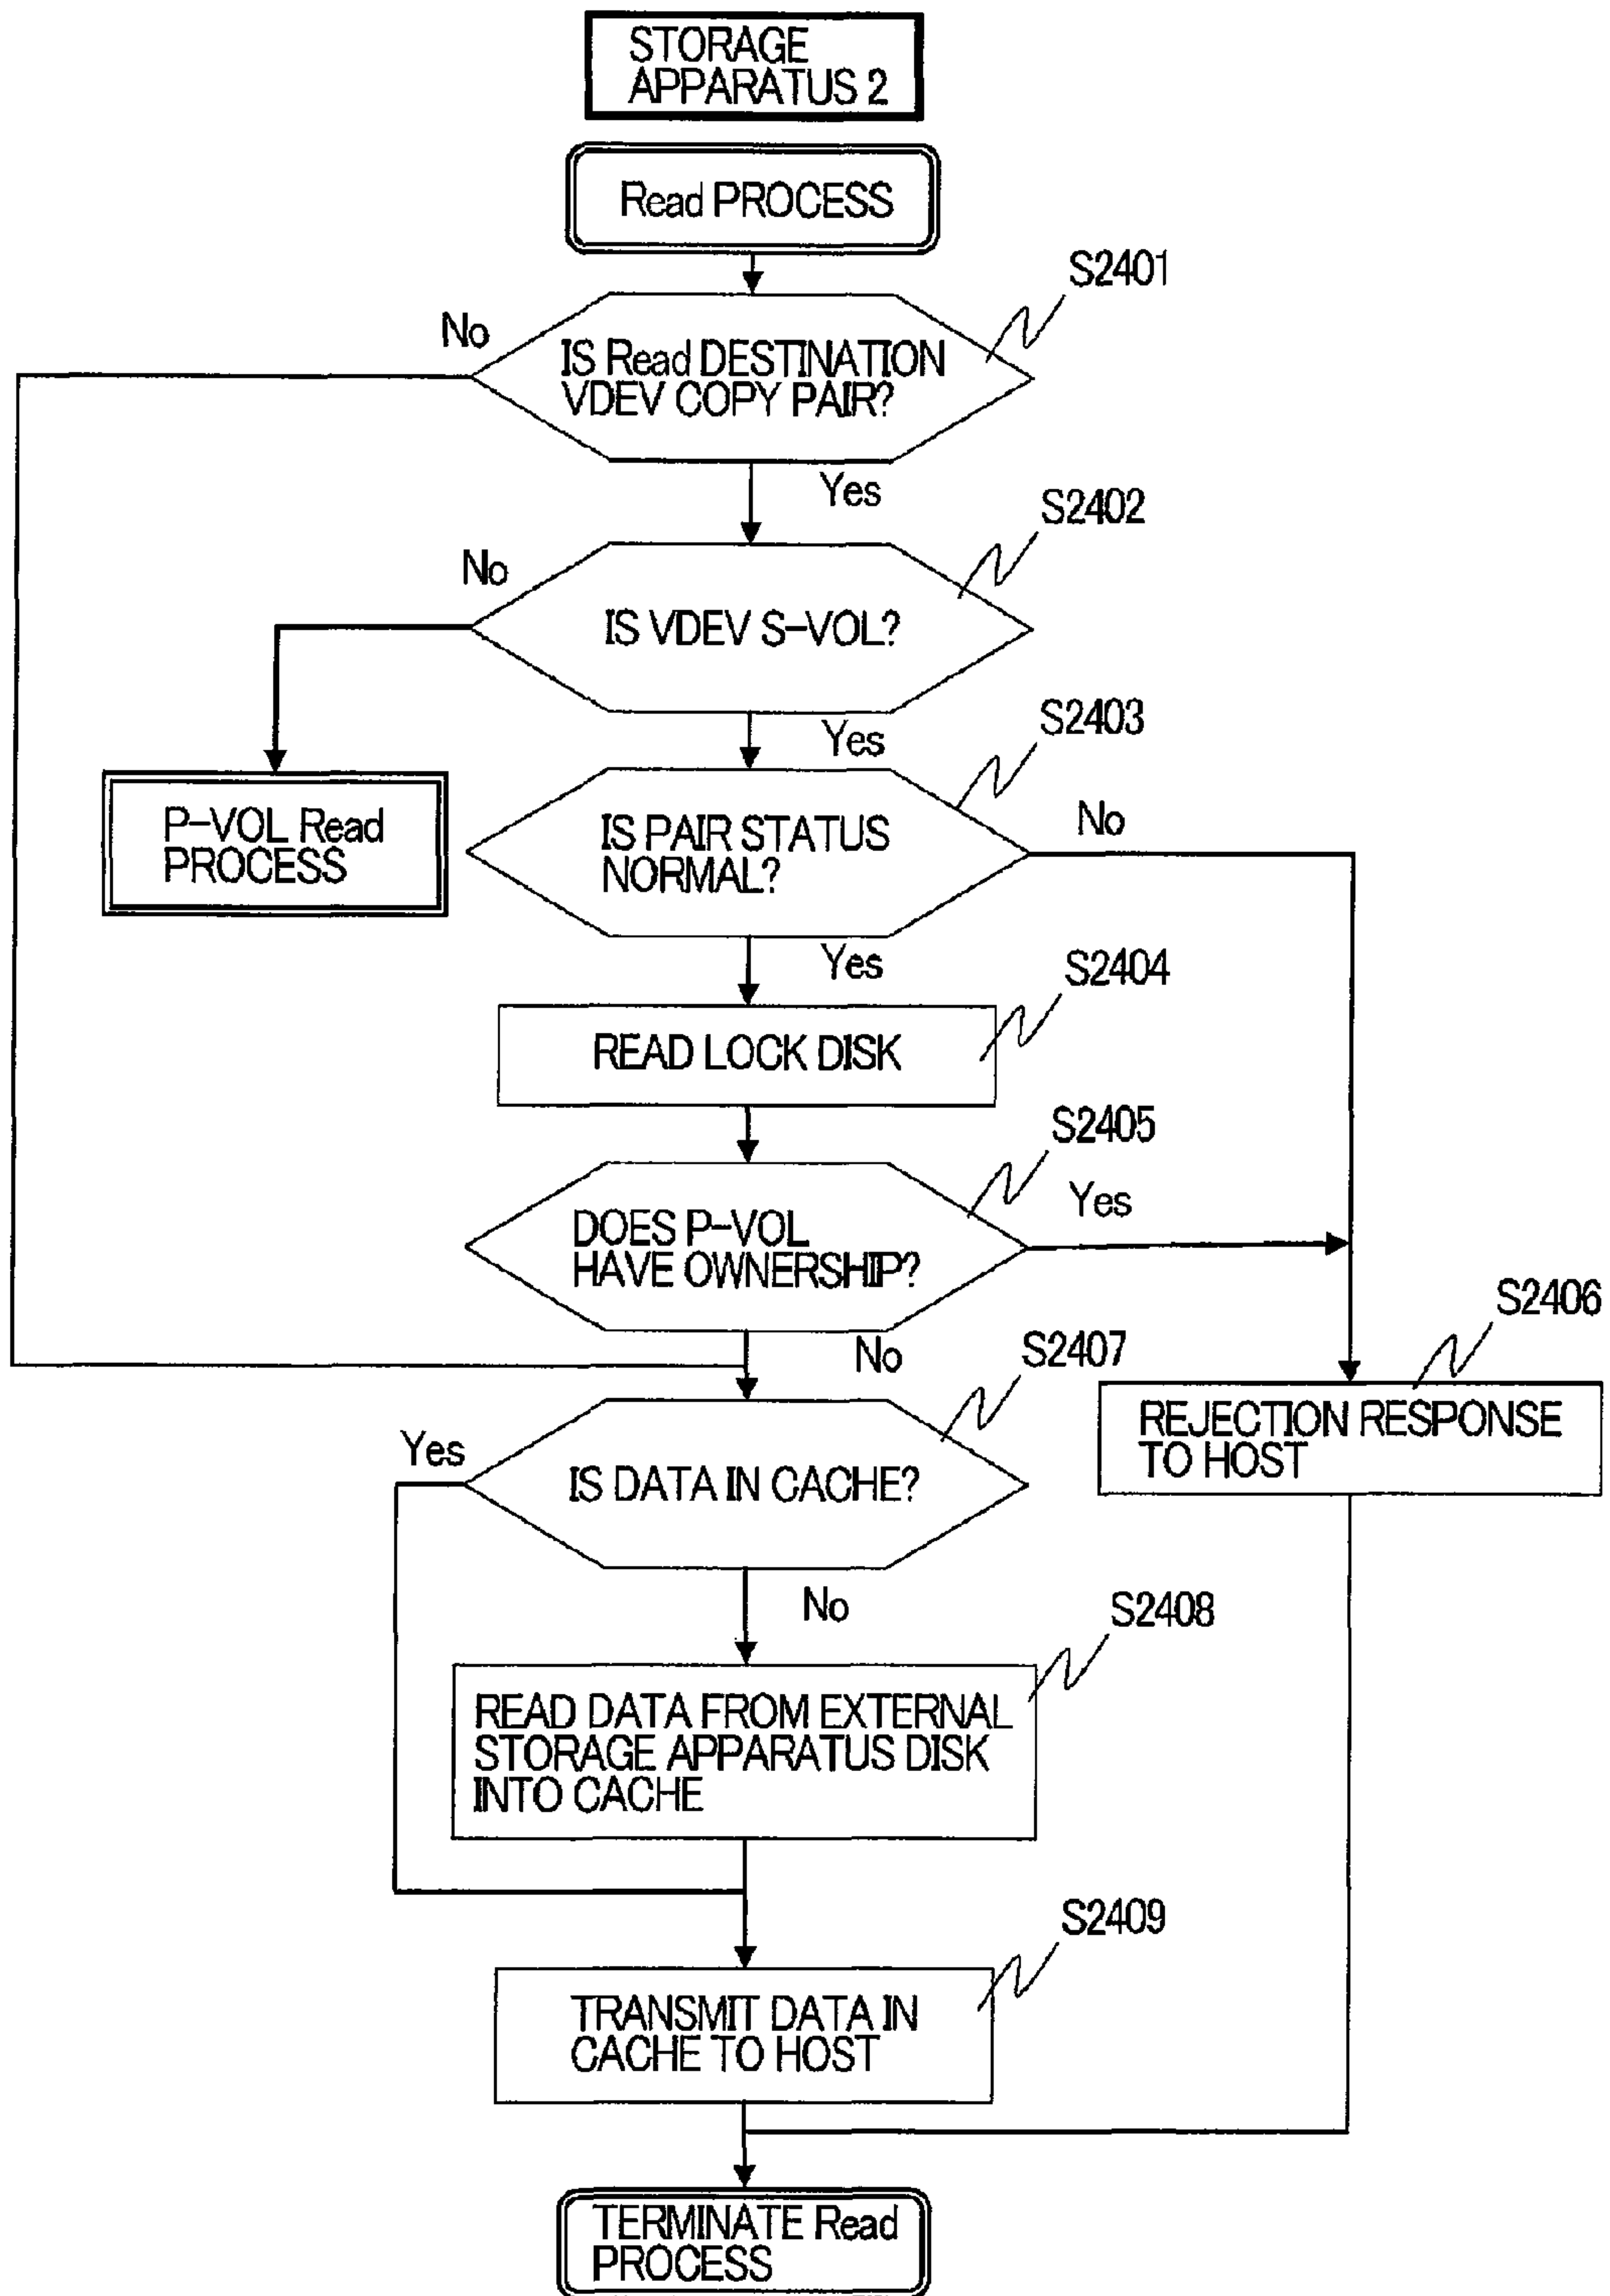 STORAGE
APPARATUS 2
Read PROCESS
S2401
No
IS Read DESTINATION
VDEV COPY PAIR?
Yes
S2402
No
IS VDEV S-VOL?
Yes
S2403
P-VOL Read
PROCESS
IS PAIR STATUS
NORMAL?
No
Yes
S2404
READ LOCK DISK
S2405
Yes
DOES P-VOL
HAVE OWNERSHIP?
S2406
No
S2407
REJECTION RESPONSE
TO HOST
Yes
IS DATA IN CACHE?
No
S2408
READ DATA FROM EXTERNAL
STORAGE APPARATUS DISK
INTO CACHE
S2409
TRANSMIT DATA IN
CACHE TO HOST
TERMINATE Read
PROCESS